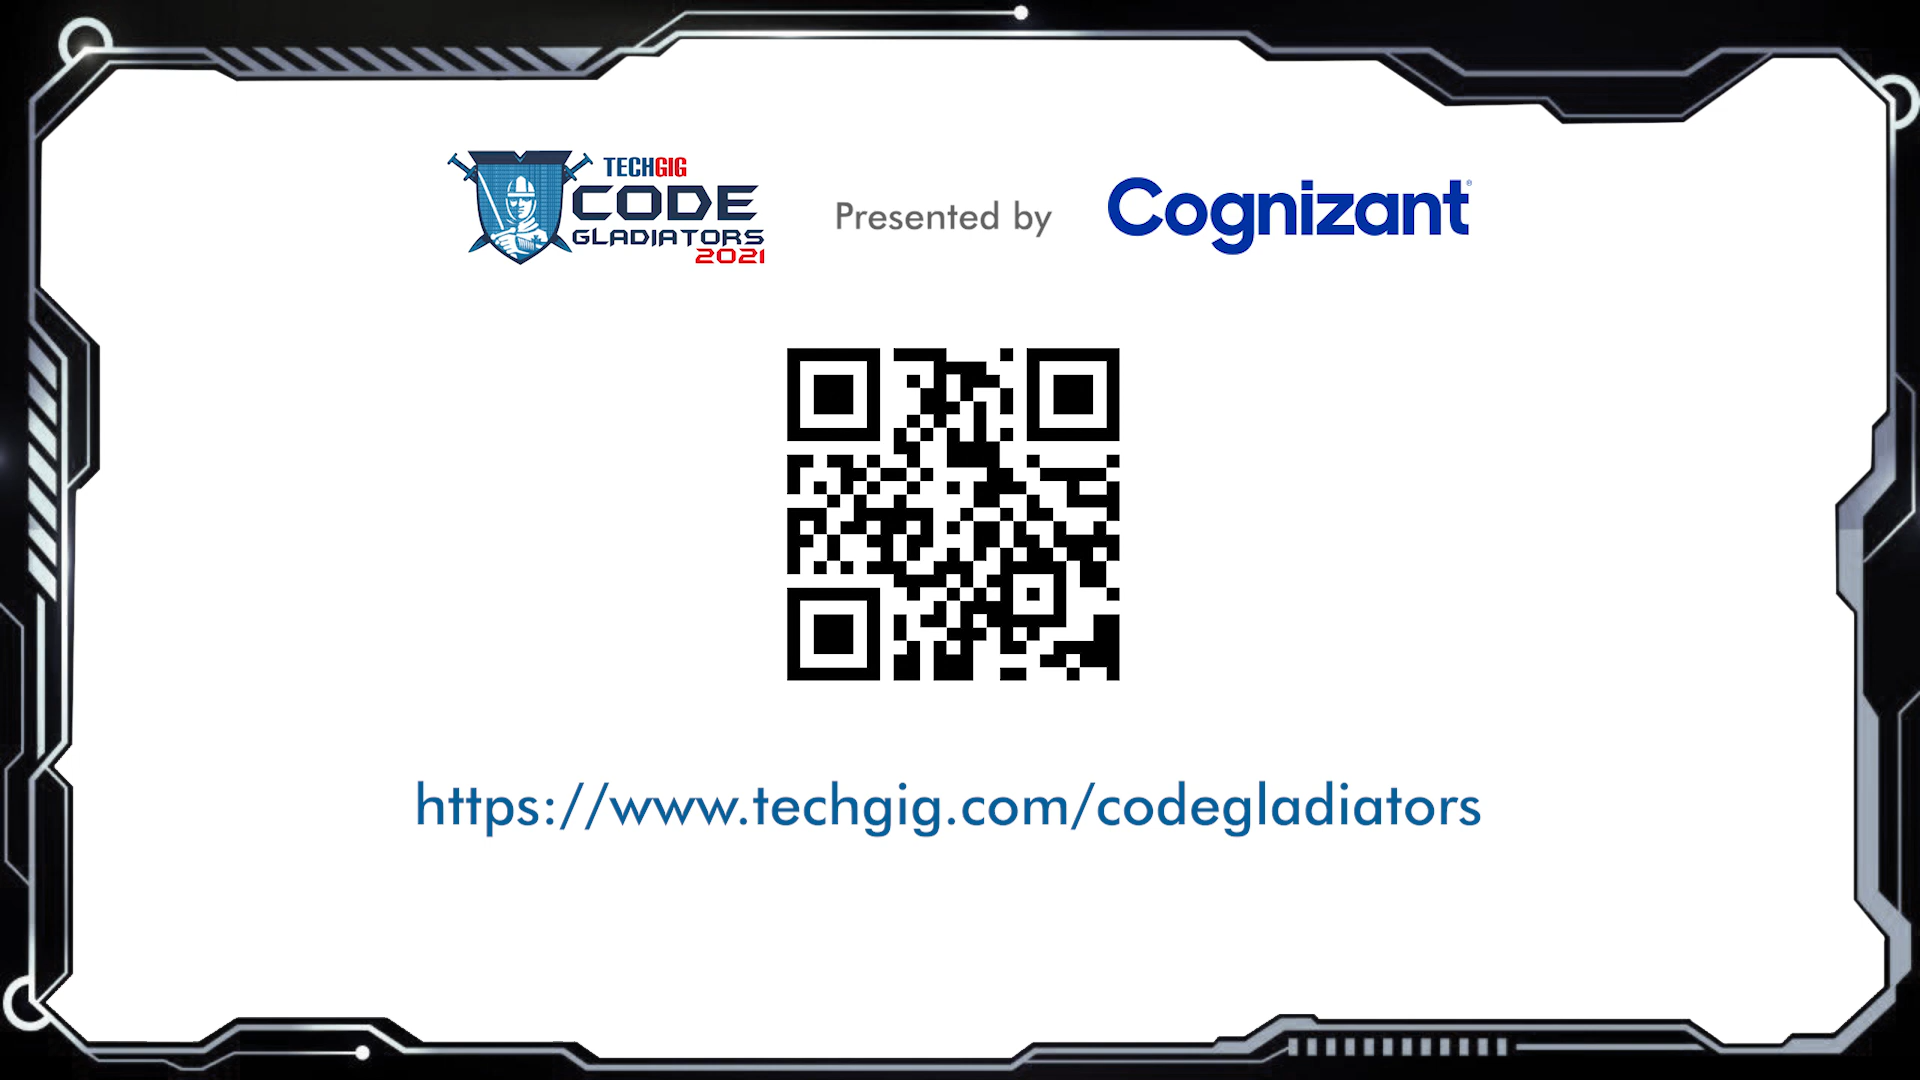 TECHGIG
CODE
GLADIATORS
2021
Presented by
Cognizant
https://www.techgig.com/codegladiators